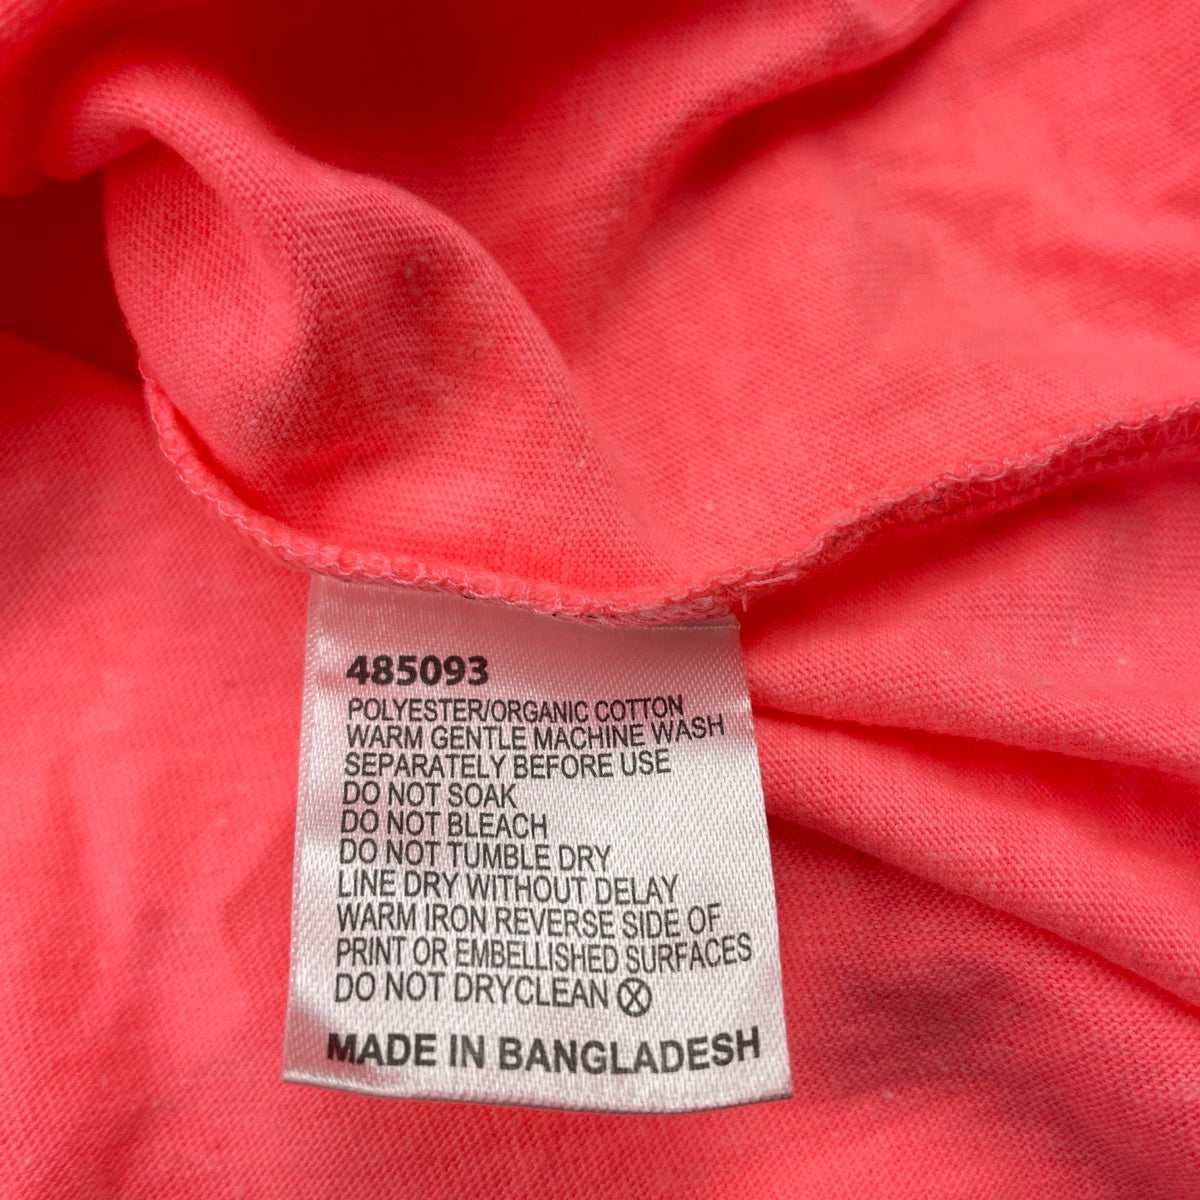 485093
POLYESTER/ORGANIC COTTON
WARM GENTLE MACHINE WASH
SEPARATELY BEFORE USE
DO NOT SOAK
DO NOT BLEACH
DO NOT TUMBLE DRY
LINE DRY WITHOUT DELAY
WARM IRON REVERSE SIDE OF
PRINT OR EMBELLISHED SURFACES
DO NOT DRYCLEAN
MADE IN BANGLADESH